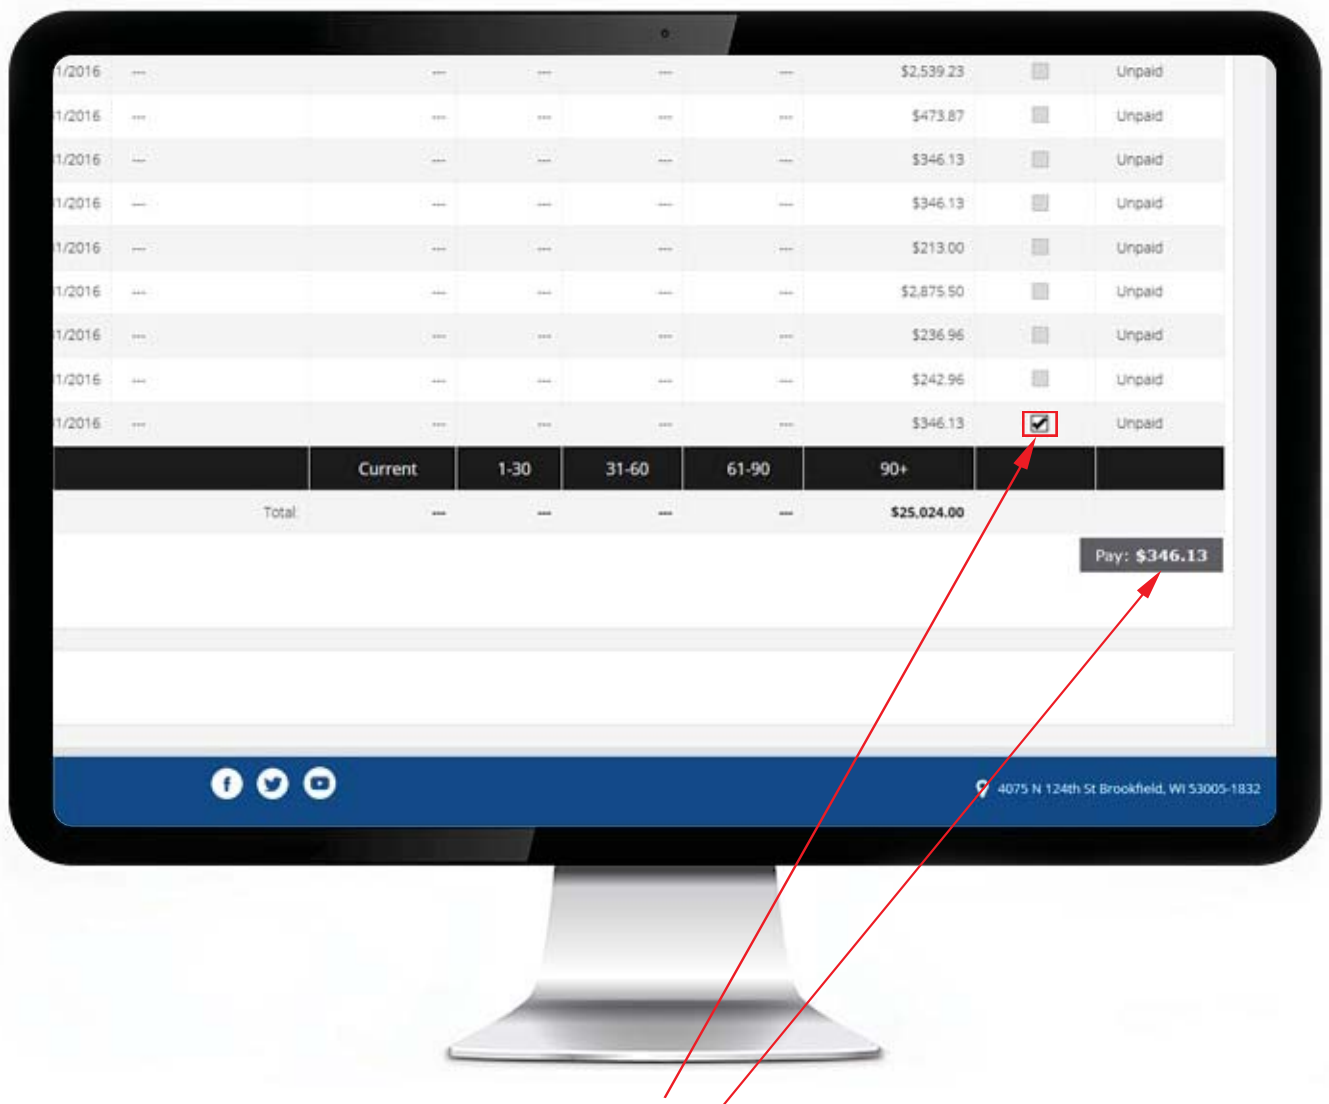 1/2016 --- --- --- --- --- $2,539.23 Unpaid
1/2016 --- --- --- --- --- $473.87 Unpaid
1/2016 --- --- --- --- --- $346.13 Unpaid
1/2016 --- --- --- --- --- $346.13 Unpaid
1/2016 --- --- --- --- --- $213.00 Unpaid
1/2016 --- --- --- --- --- $2,875.50 Unpaid
1/2016 --- --- --- --- --- $236.96 Unpaid
1/2016 --- --- --- --- --- $242.96 Unpaid
1/2016 --- --- --- --- --- $346.13 Unpaid
Current 1-30 31-60 61-90 90+
Total: --- --- --- --- $25,024.00
Pay: $346.13
4075 N 124th St Brookfield, WI 53005-1832